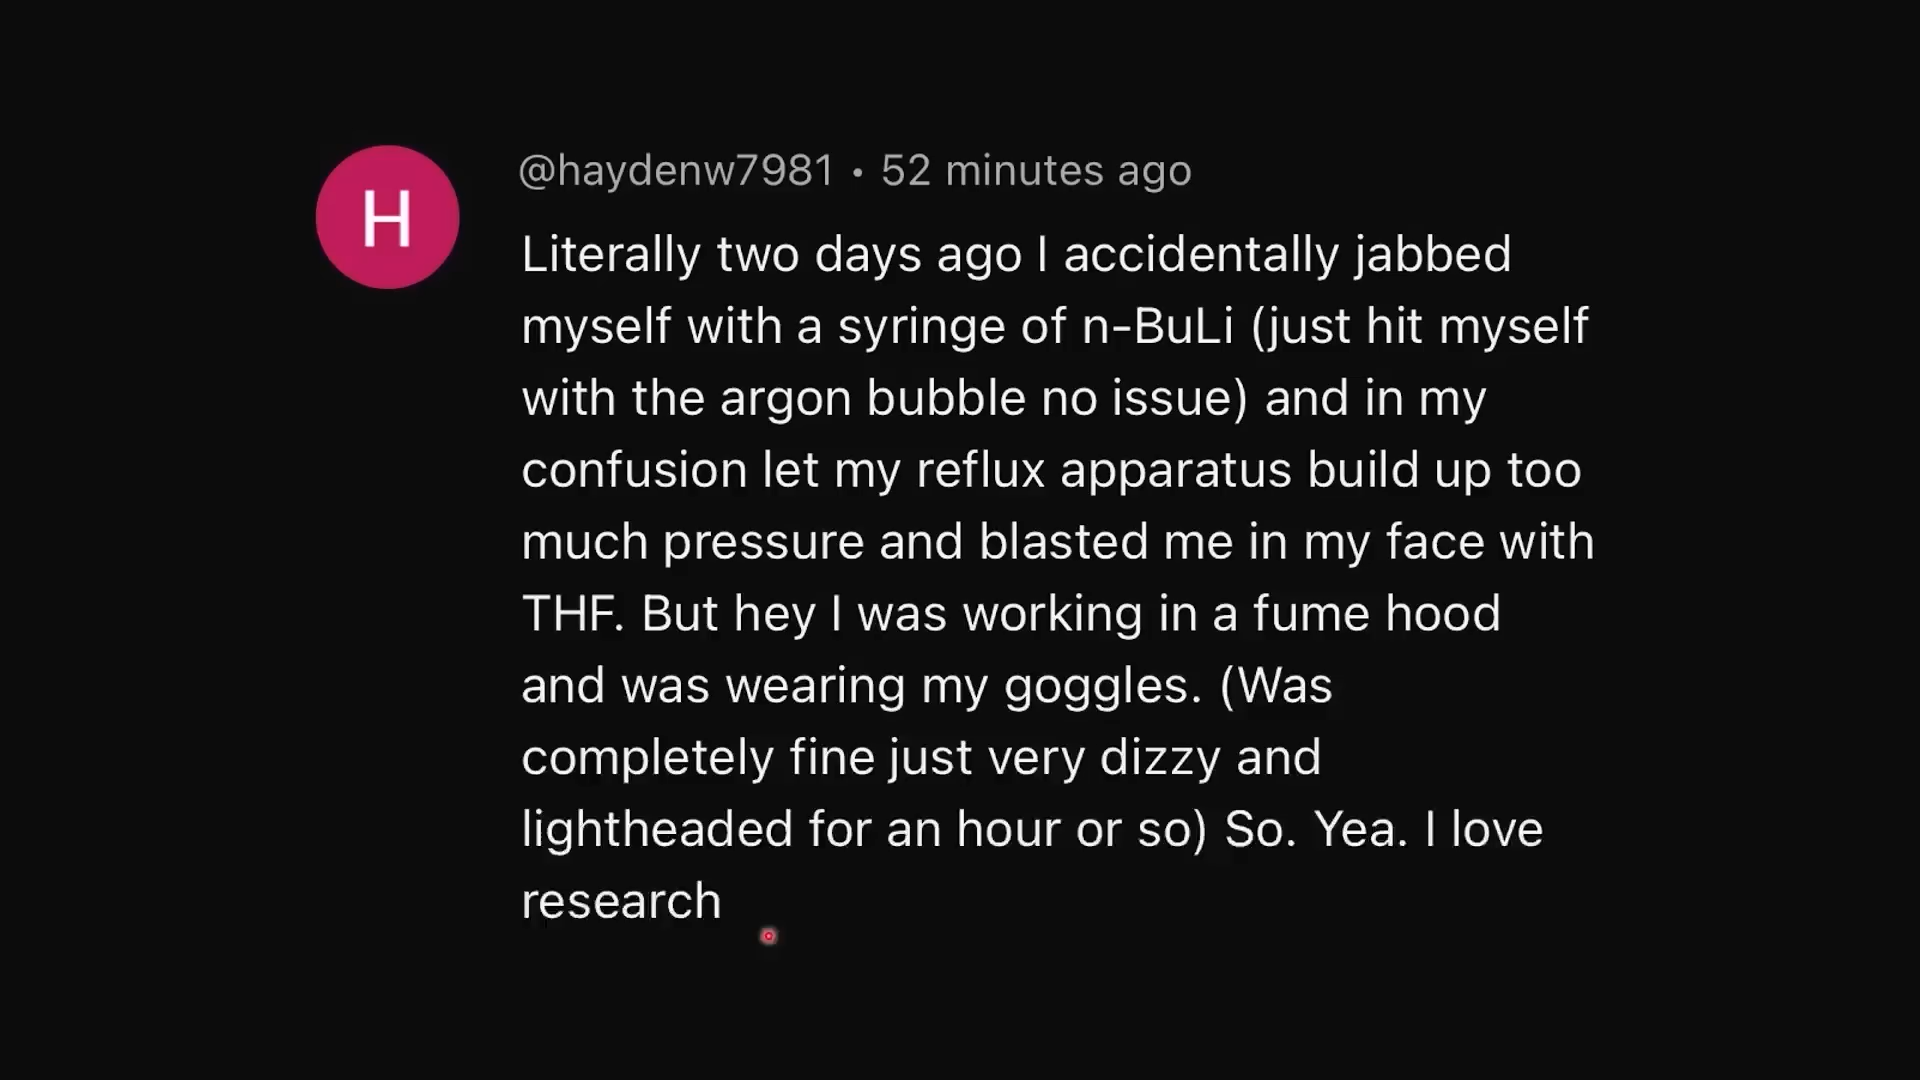 H
@haydenw7981 • 52 minutes ago
Literally two days ago I accidentally jabbed
myself with a syringe of n-BuLi (just hit myself
with the argon bubble no issue) and in my
confusion let my reflux apparatus build up too
much pressure and blasted me in my face with
THF. But hey I was working in a fume hood
and was wearing my goggles. (Was
completely fine just very dizzy and
lightheaded for an hour or so) So. Yea. I love
research